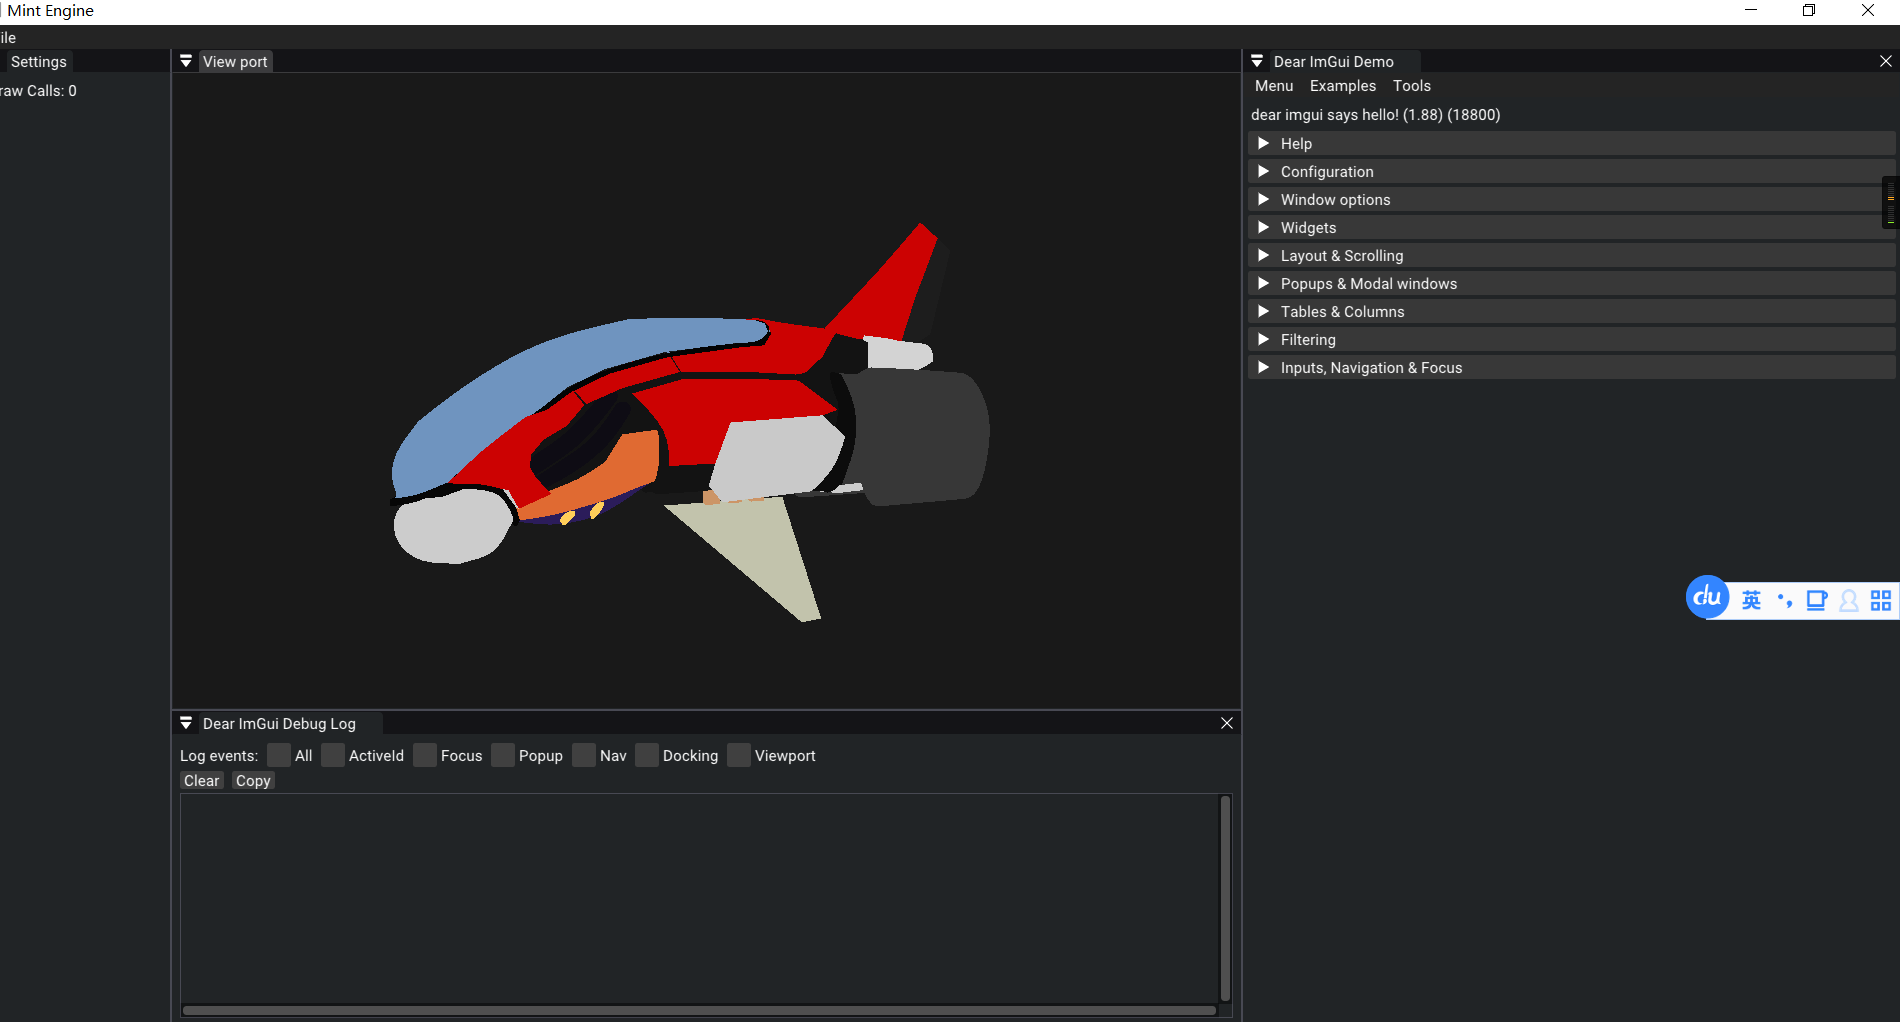 Mint Engine
ile
Settings
raw Calls: 0
View port
Dear ImGui Demo
Menu Examples Tools
dear imgui says hello! (1.88) (18800)
Help
Configuration
Window options
Widgets
Layout & Scrolling
Popups & Modal windows
Tables & Columns
Filtering
Inputs, Navigation & Focus
du 英
Dear ImGui Debug Log
Log events: All ActiveId Focus Popup Nav Docking Viewport
Clear Copy